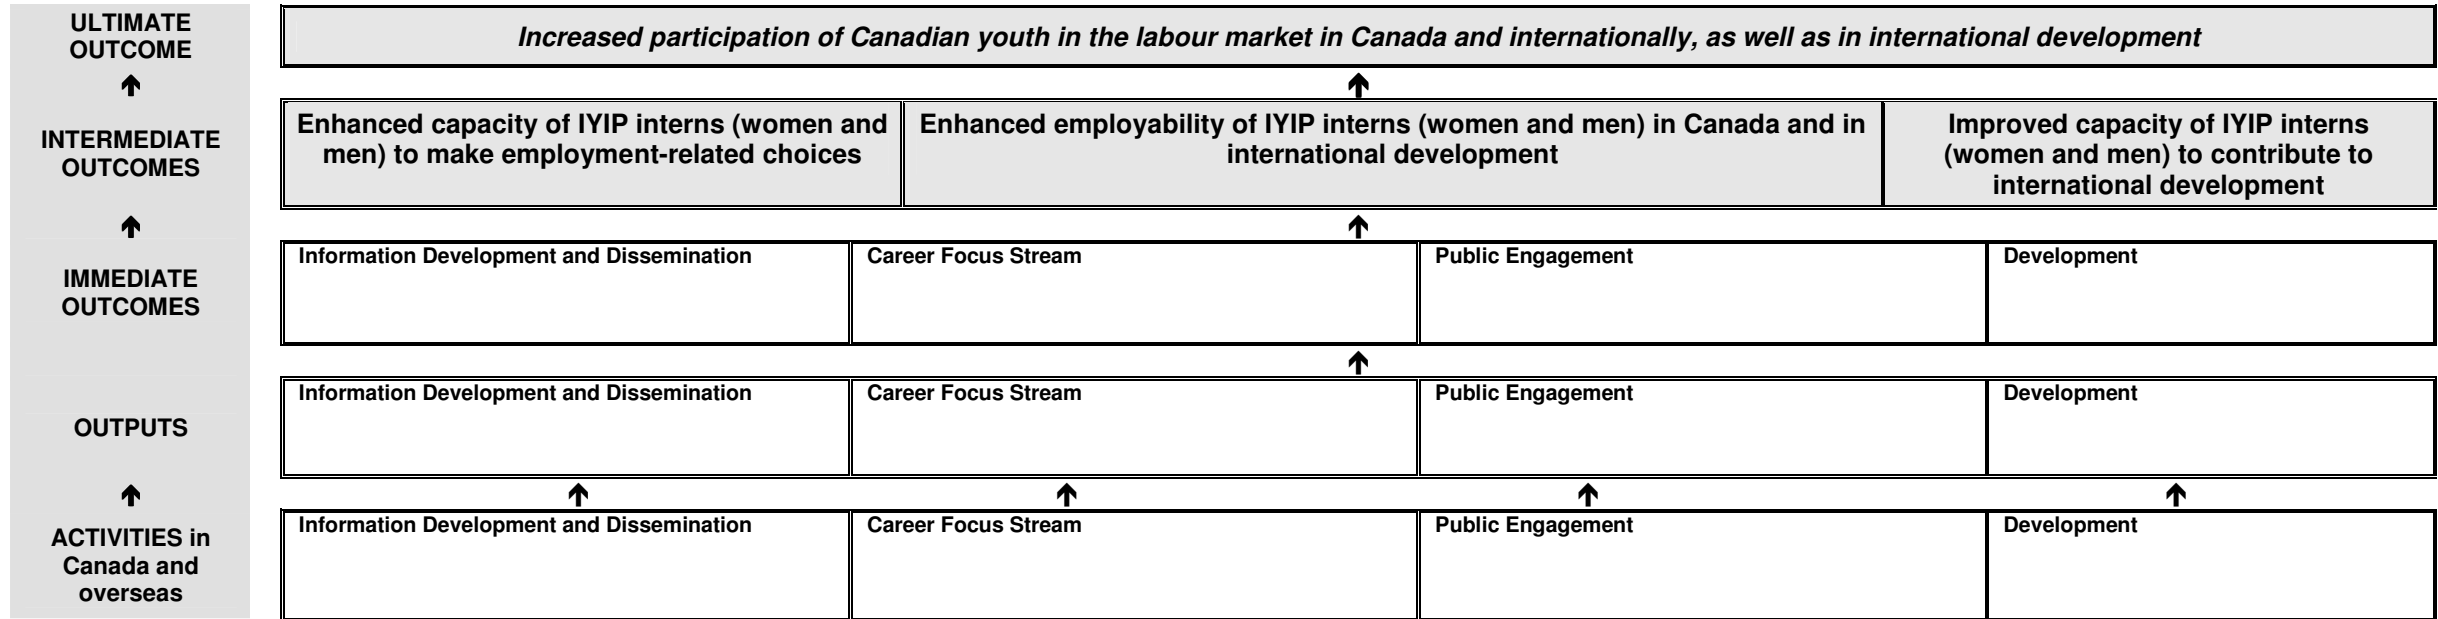 ULTIMATE
OUTCOME
Increased participation of Canadian youth in the labour market in Canada and internationally, as well as in international development
INTERMEDIATE
OUTCOMES
Enhanced capacity of IYIP interns (women and
men) to make employment-related choices
Enhanced employability of IYIP interns (women and men) in Canada and in
international development
Improved capacity of IYIP interns
(women and men) to contribute to
international development
IMMEDIATE
OUTCOMES
Information Development and Dissemination
Career Focus Stream
Public Engagement
Development
OUTPUTS
Information Development and Dissemination
Career Focus Stream
Public Engagement
Development
ACTIVITIES in
Canada and
overseas
Information Development and Dissemination
Career Focus Stream
Public Engagement
Development